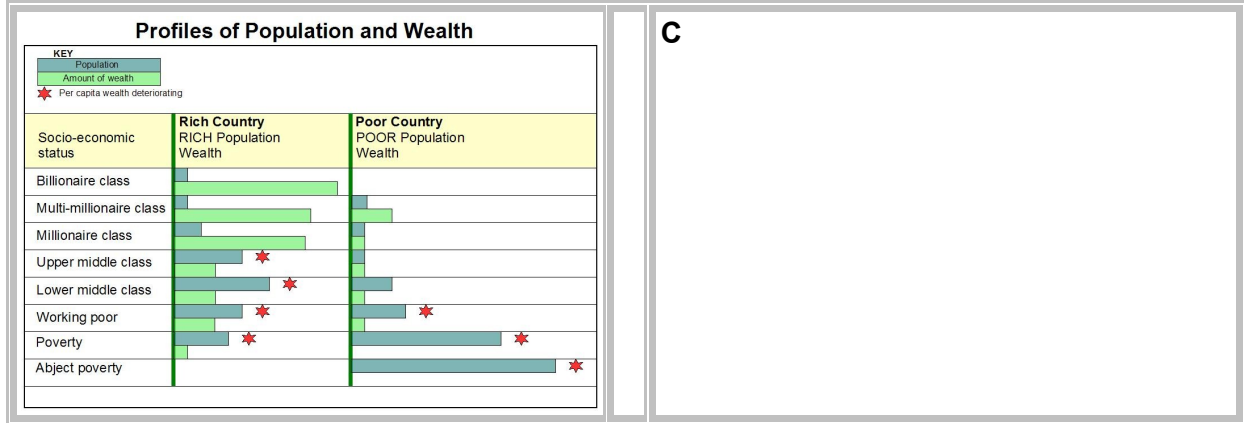 Profiles of Population and Wealth
KEY
Population
Amount of wealth
Per capita wealth deteriorating
Socio-economic
status
Rich Country
RICH Population
Wealth
Poor Country
POOR Population
Wealth
Billionaire class
Multi-millionaire class
Millionaire class
Upper middle class
Lower middle class
Working poor
Poverty
Abject poverty
C